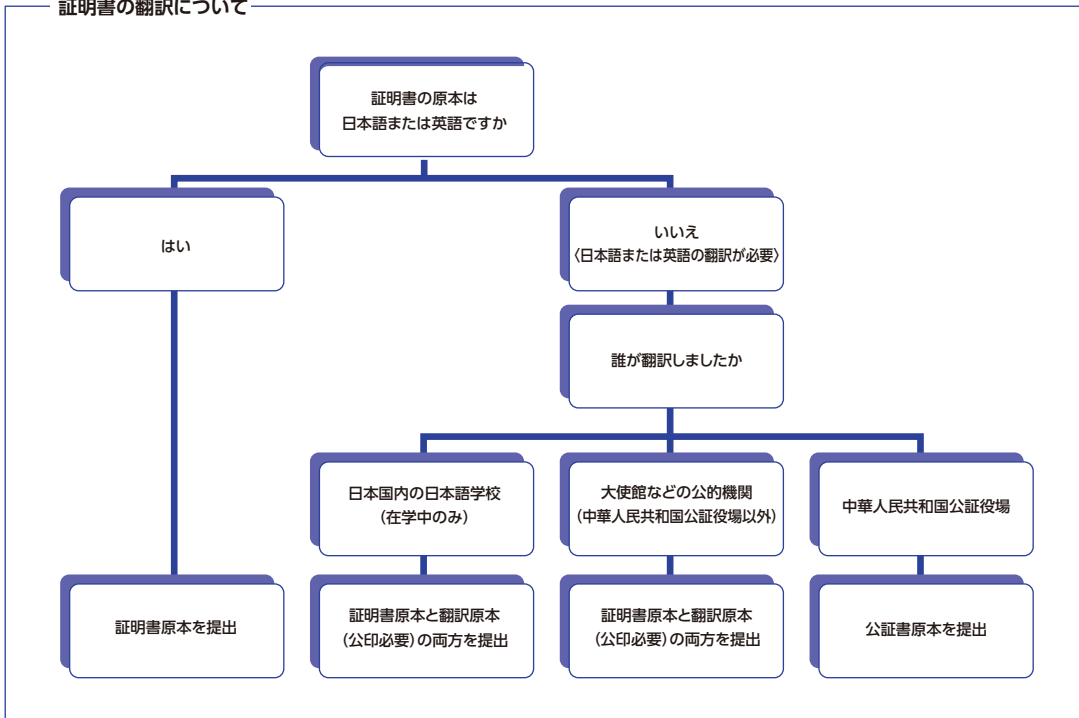 証明書の翻訳について
証明書の原本は
日本語または英語ですか
はい
いいえ
〈日本語または英語の翻訳が必要〉
誰が翻訳しましたか
日本国内の日本語学校
（在学中のみ）
大使館などの公的機関
（中華人民共和国公証役場以外）
中華人民共和国公証役場
証明書原本を提出
証明書原本と翻訳原本
（公印必要）の両方を提出
証明書原本と翻訳原本
（公印必要）の両方を提出
公証書原本を提出